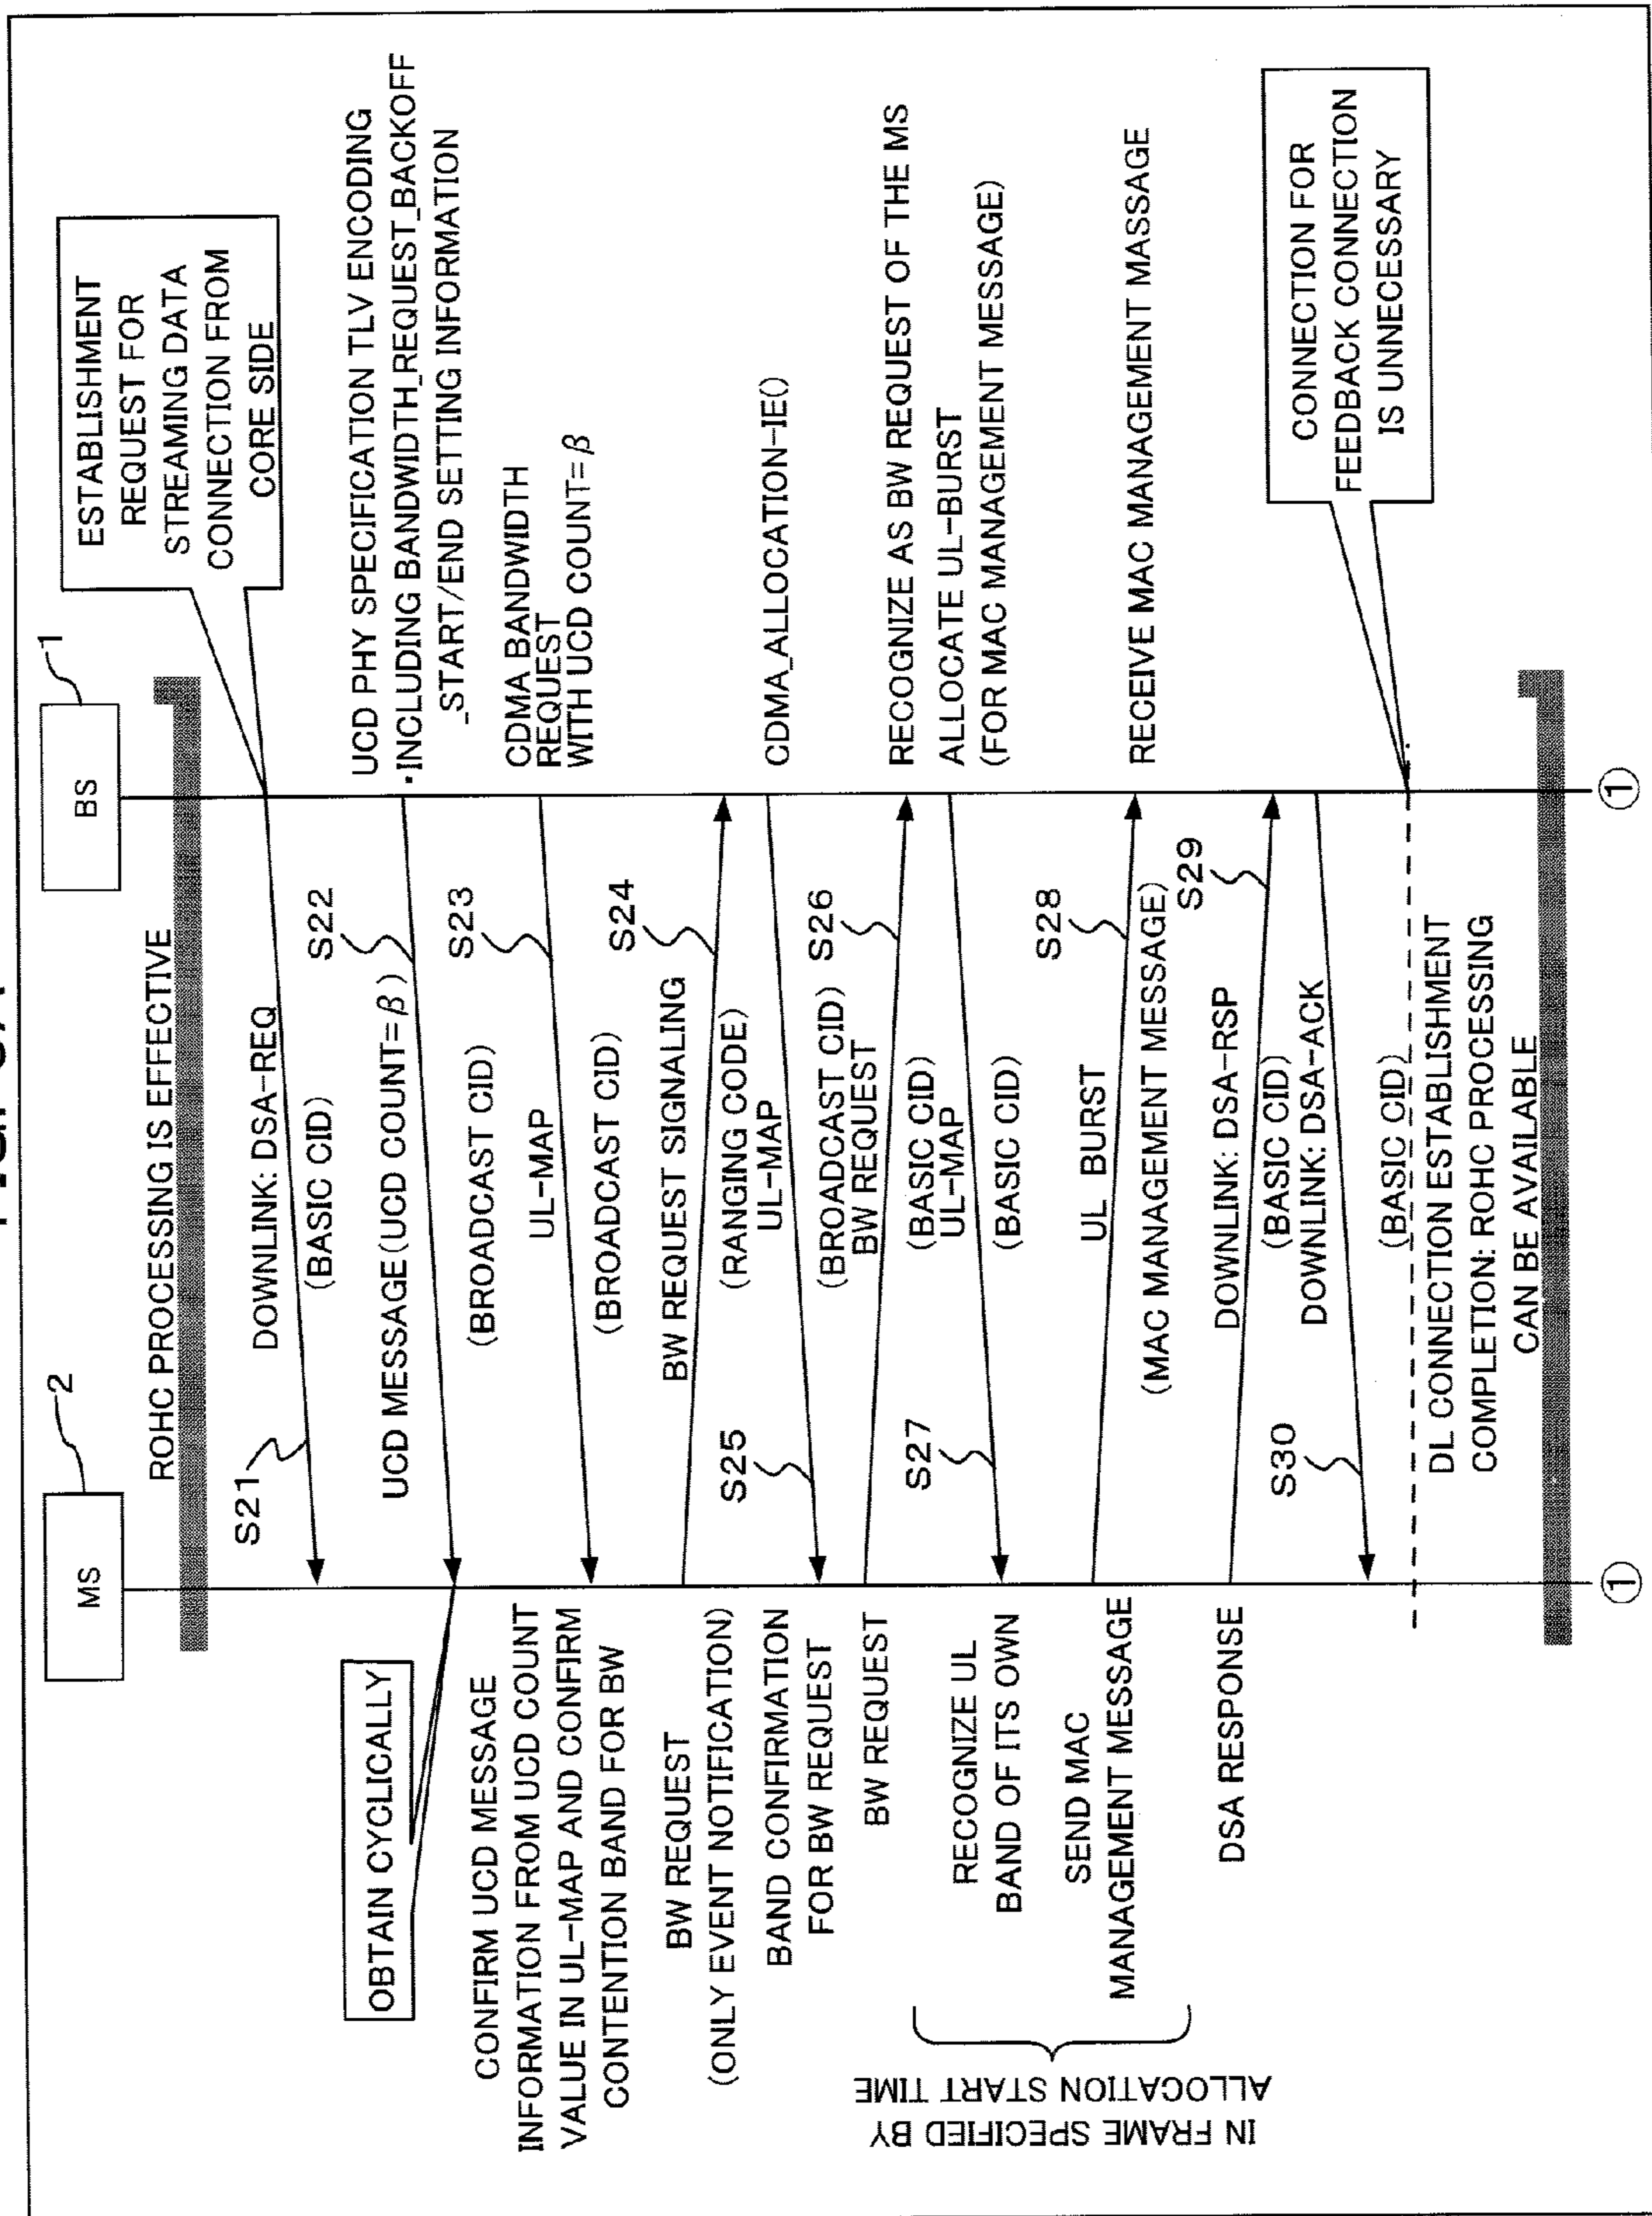 MS
2
BS
1
ROHC PROCESSING IS EFFECTIVE
ESTABLISHMENT
REQUEST FOR
STREAMING DATA
CONNECTION FROM
CORE SIDE
S21
DOWNLINK: DSA-REQ
(BASIC CID)
OBTAIN CYCLICALLY
UCD MESSAGE (UCD COUNT=β)
S22
(BROADCAST CID)
UCD PHY SPECIFICATION TLV ENCODING
·INCLUDING BANDWIDTH_REQUEST_BACKOFF
_START/END SETTING INFORMATION
CONFIRM UCD MESSAGE
INFORMATION FROM UCD COUNT
VALUE IN UL-MAP AND CONFIRM
CONTENTION BAND FOR BW
UL-MAP
S23
(BROADCAST CID)
CDMA BANDWIDTH
REQUEST
WITH UCD COUNT=β
BW REQUEST
(ONLY EVENT NOTIFICATION)
BW REQUEST SIGNALING
S24
(RANGING CODE)
BAND CONFIRMATION
FOR BW REQUEST
S25
UL-MAP
(BROADCAST CID)
CDMA_ALLOCATION-IE()
BW REQUEST
BW REQUEST
S26
(BASIC CID)
RECOGNIZE AS BW REQUEST OF THE MS
RECOGNIZE UL
BAND OF ITS OWN
S27
UL-MAP
(BASIC CID)
ALLOCATE UL-BURST
(FOR MAC MANAGEMENT MESSAGE)
SEND MAC
MANAGEMENT MESSAGE
UL BURST
S28
(MAC MANAGEMENT MESSAGE)
RECEIVE MAC MANAGEMENT MASSAGE
IN FRAME SPECIFIED BY
ALLOCATION START TIME
DSA RESPONSE
DOWNLINK: DSA-RSP
S29
(BASIC CID)
S30
DOWNLINK: DSA-ACK
(BASIC CID)
CONNECTION FOR
FEEDBACK CONNECTION
IS UNNECESSARY
DL CONNECTION ESTABLISHMENT
COMPLETION: ROHC PROCESSING
CAN BE AVAILABLE
1
1